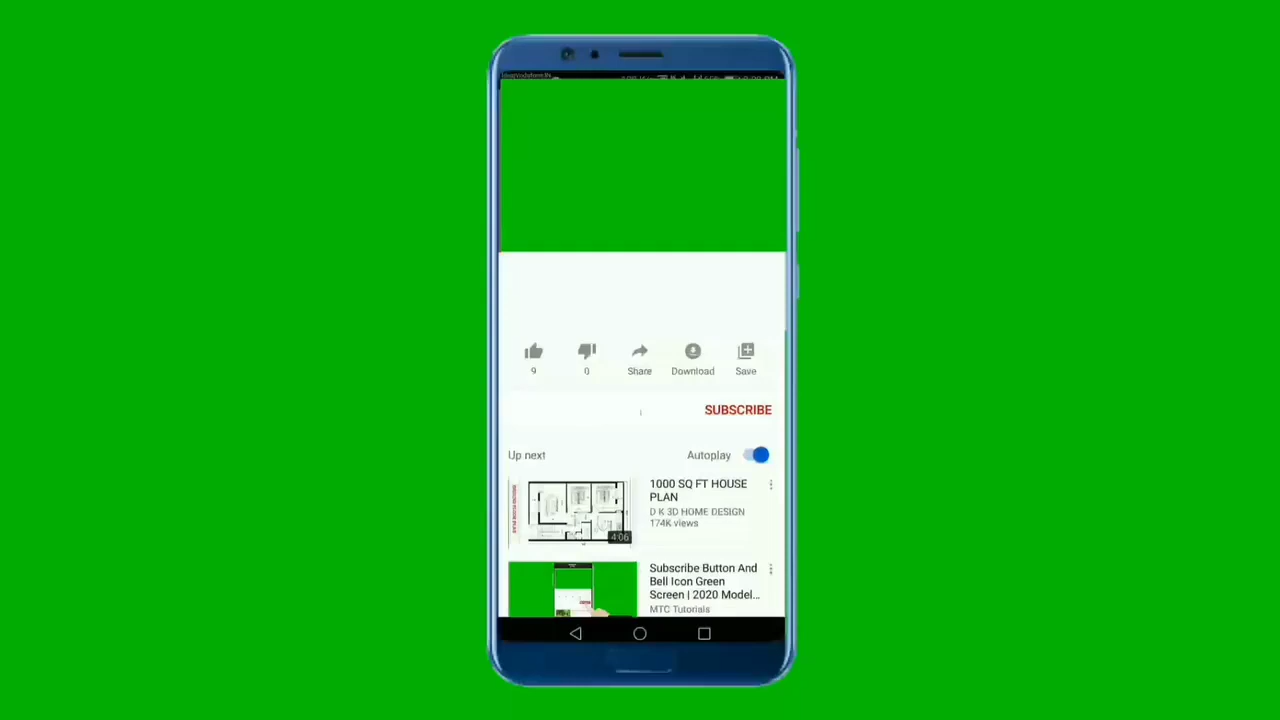 9
0
Share
Download
Save
SUBSCRIBE
Up next
Autoplay
1000 SQ FT HOUSE
PLAN
D K 3D HOME DESIGN
174K views
4:06
Subscribe Button And
Bell Icon Green
Screen | 2020 Model...
MTC Tutorials